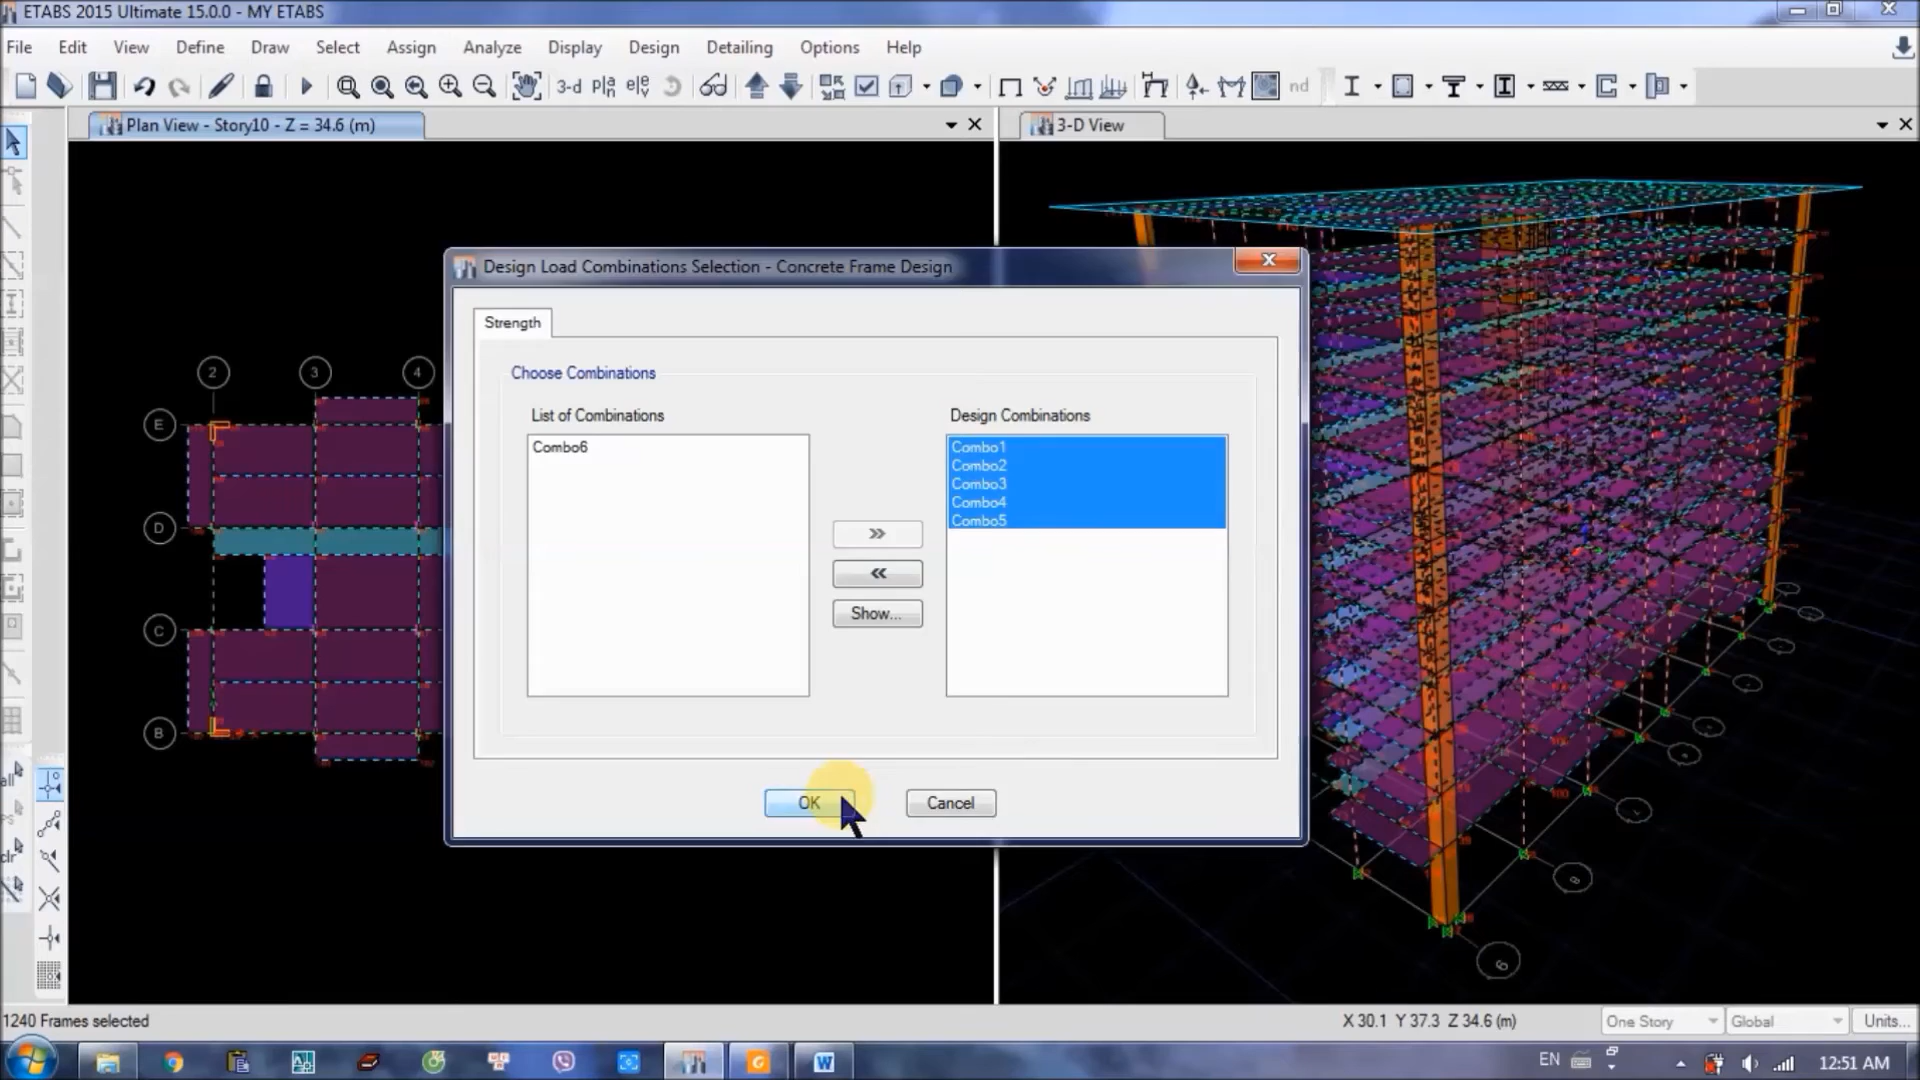 ETABS 2015 Ultimate 15.0.0 - MY ETABS
File Edit View Define Draw Select Assign Analyze Display Design Detailing Options Help
3-d nd
Plan View - Story10 - Z = 34.6 (m)
3-D View
Design Load Combinations Selection - Concrete Frame Design
Strength
Choose Combinations
List of Combinations
Design Combinations
Combo6
Combo1
Combo2
Combo3
Combo4
Combo5
>>
<<
Show...
OK
Cancel
2 3 4
E
D
C
B
all
clr
1240 Frames selected
X 30.1 Y 37.3 Z 34.6 (m)
One Story
Global
Units...
EN
12:51 AM